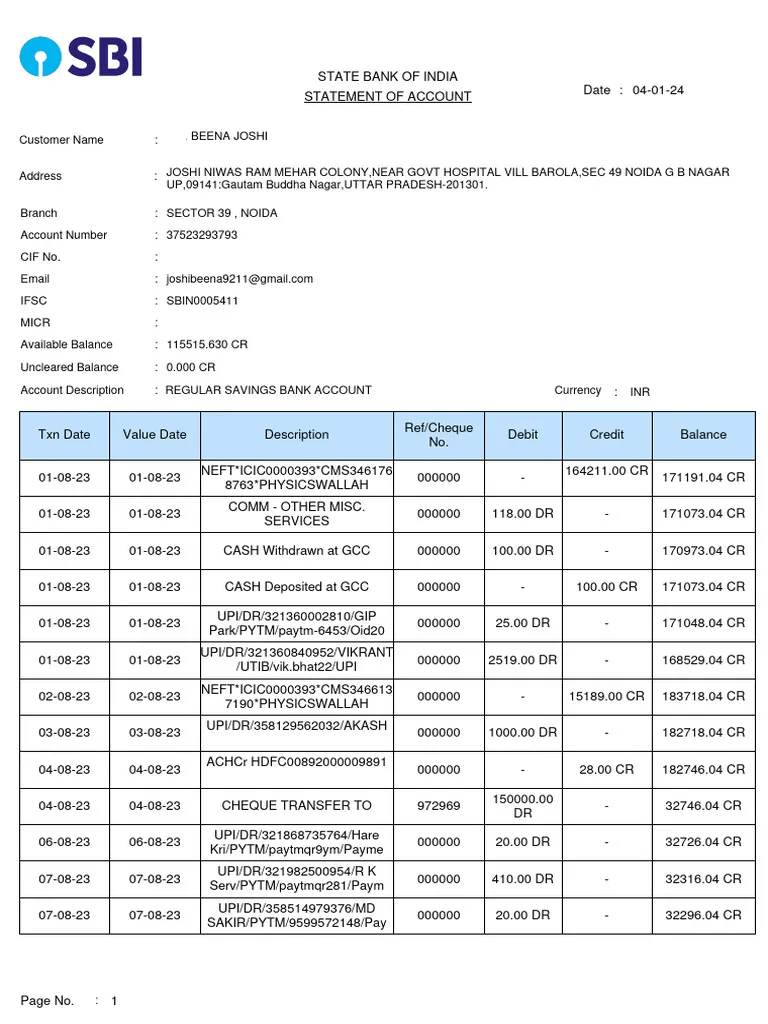 SBI
STATE BANK OF INDIA
STATEMENT OF ACCOUNT
Date : 04-01-24
Customer Name : . BEENA JOSHI
Address : JOSHI NIWAS RAM MEHAR COLONY,NEAR GOVT HOSPITAL VILL BAROLA,SEC 49 NOIDA G B NAGAR
UP,09141;Gautam Buddha Nagar,UTTAR PRADESH-201301.
Branch : SECTOR 39 , NOIDA
Account Number : 37523293793
CIF No. :
Email : joshibeena9211@gmail.com
IFSC : SBIN0005411
MICR :
Available Balance : 115515.630 CR
Uncleared Balance : 0.000 CR
Account Description : REGULAR SAVINGS BANK ACCOUNT Currency : INR
Txn Date Value Date Description Ref/Cheque No. Debit Credit Balance
01-08-23 01-08-23 NEFT*ICIC0000393*CMS346176 8763*PHYSICSWALLAH 000000 - 164211.00 CR 171191.04 CR
01-08-23 01-08-23 COMM - OTHER MISC. SERVICES 000000 118.00 DR - 171073.04 CR
01-08-23 01-08-23 CASH Withdrawn at GCC 000000 100.00 DR - 170973.04 CR
01-08-23 01-08-23 CASH Deposited at GCC 000000 - 100.00 CR 171073.04 CR
01-08-23 01-08-23 UPI/DR/321360002810/GIP Park/PYTM/paytm-6453/Oid20 000000 25.00 DR - 171048.04 CR
01-08-23 01-08-23 UPI/DR/321360840952/VIKRANT /UTIB/vik.bhat22/UPI 000000 2519.00 DR - 168529.04 CR
02-08-23 02-08-23 NEFT*ICIC0000393*CMS346613 7190*PHYSICSWALLAH 000000 - 15189.00 CR 183718.04 CR
03-08-23 03-08-23 UPI/DR/358129562032/AKASH 000000 1000.00 DR - 182718.04 CR
04-08-23 04-08-23 ACHCr HDFC00892000009891 000000 - 28.00 CR 182746.04 CR
04-08-23 04-08-23 CHEQUE TRANSFER TO 972969 150000.00 DR - 32746.04 CR
06-08-23 06-08-23 UPI/DR/321868735764/Hare Kri/PYTM/paytmqr9ym/Payme 000000 20.00 DR - 32726.04 CR
07-08-23 07-08-23 UPI/DR/321982500954/R K Serv/PYTM/paytmqr281/Paym 000000 410.00 DR - 32316.04 CR
07-08-23 07-08-23 UPI/DR/358514979376/MD SAKIR/PYTM/9599572148/Pay 000000 20.00 DR - 32296.04 CR
Page No. : 1